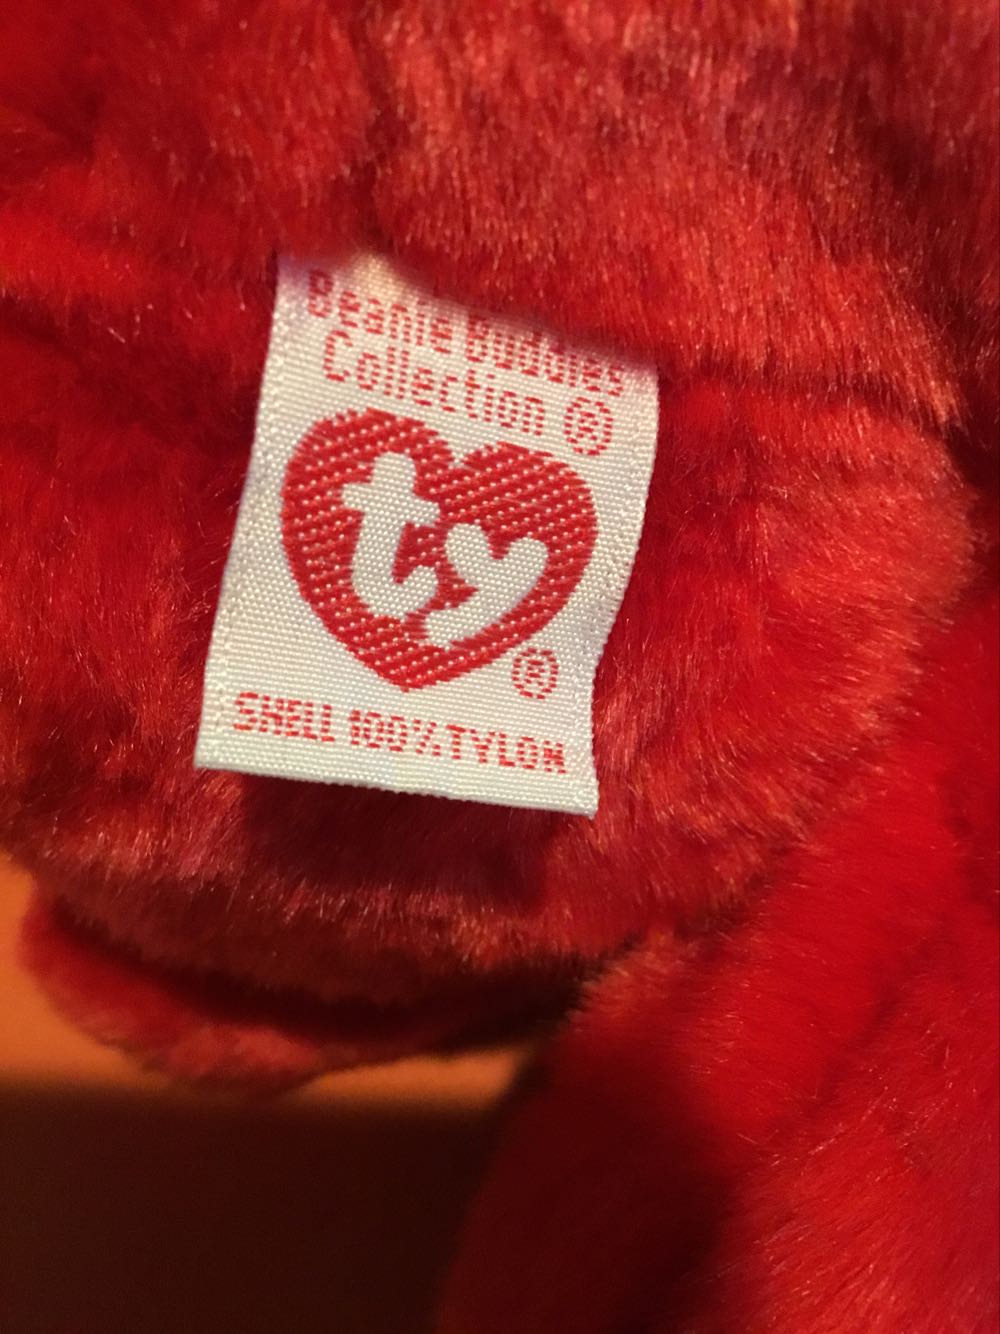 Beanie Buddies
Collection ®
ty
®
SHELL 100% TYLON